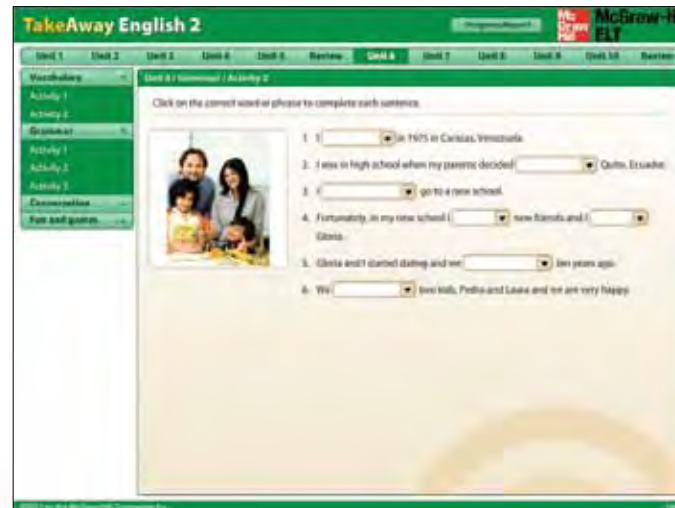 TakeAway English 2
Progress Report
Mc Graw Hill
McGraw-H
ELT
Unit 1 Unit 2 Unit 3 Unit 4 Unit 5 Review Unit 6 Unit 7 Unit 8 Unit 9 Unit 10 Review
Vocabulary
Activity 1
Activity 2
Grammar
Activity 1
Activity 2
Activity 3
Conversation
Fun and games
Unit 6 / Grammar / Activity 2
Click on the correct word or phrase to complete each sentence.
1. I in 1975 in Caracas, Venezuela.
2. I was in high school when my parents decided Quito, Ecuador.
3. I go to a new school.
4. Fortunately, in my new school I new friends and I
Gloria.
5. Gloria and I started dating and we ten years ago.
6. We two kids, Pedro and Laura and we are very happy.